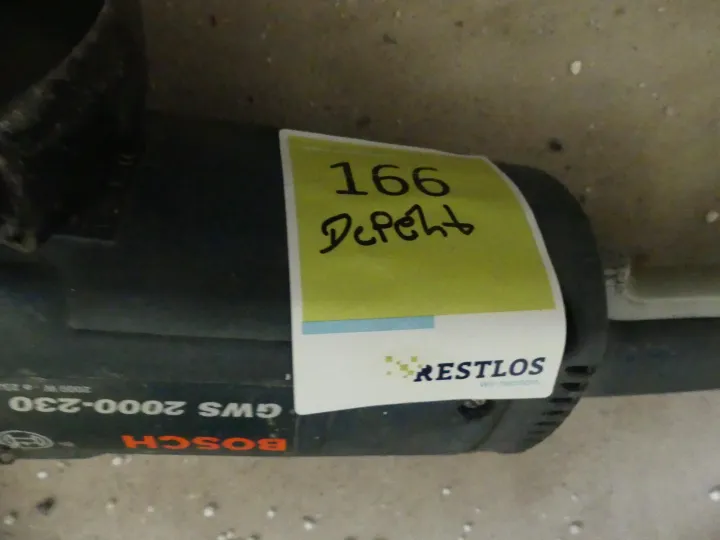 166
Defekt
RESTLOS
BOSCH
GWS 2000-230